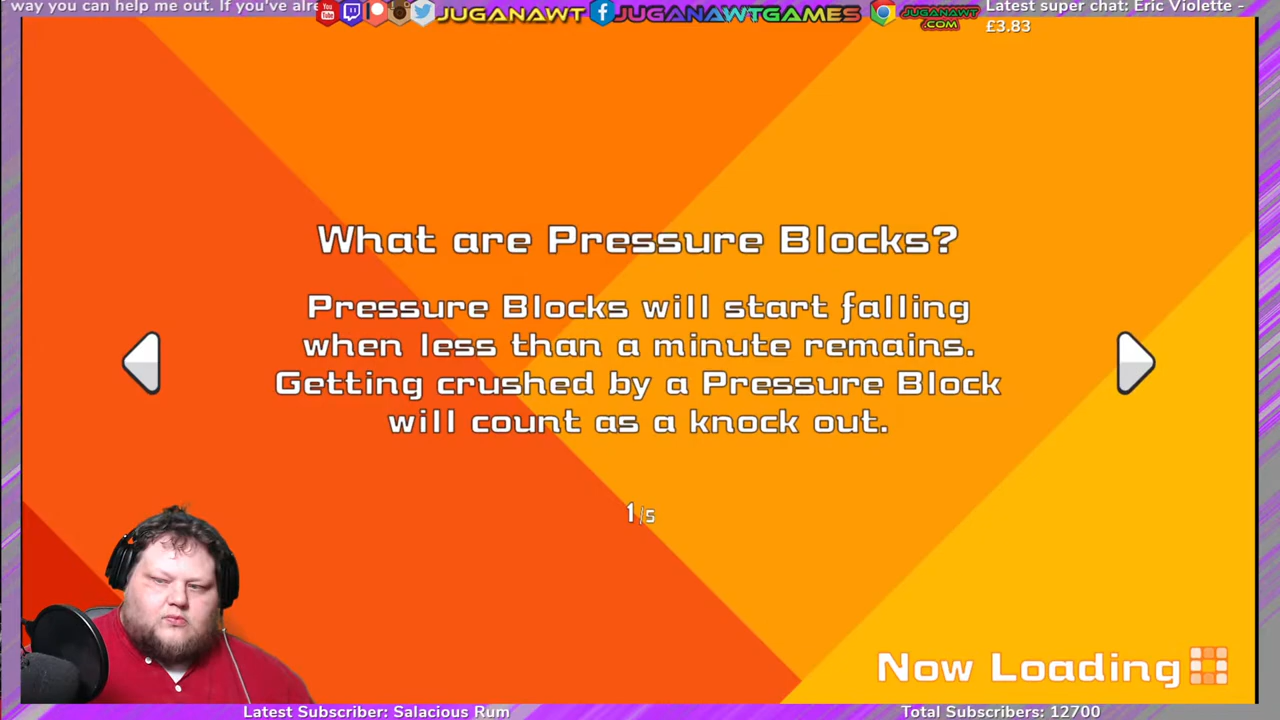 way you can help me out. If you've alre
JUGANAWT
JUGANAWTGAMES
JUGANAWT
.COM
Latest super chat: Eric Violette -
£3.83
What are Pressure Blocks?
Pressure Blocks will start falling
when less than a minute remains.
Getting crushed by a Pressure Block
will count as a knock out.
1/5
Now Loading
Latest Subscriber: Salacious Rum
Total Subscribers: 12700